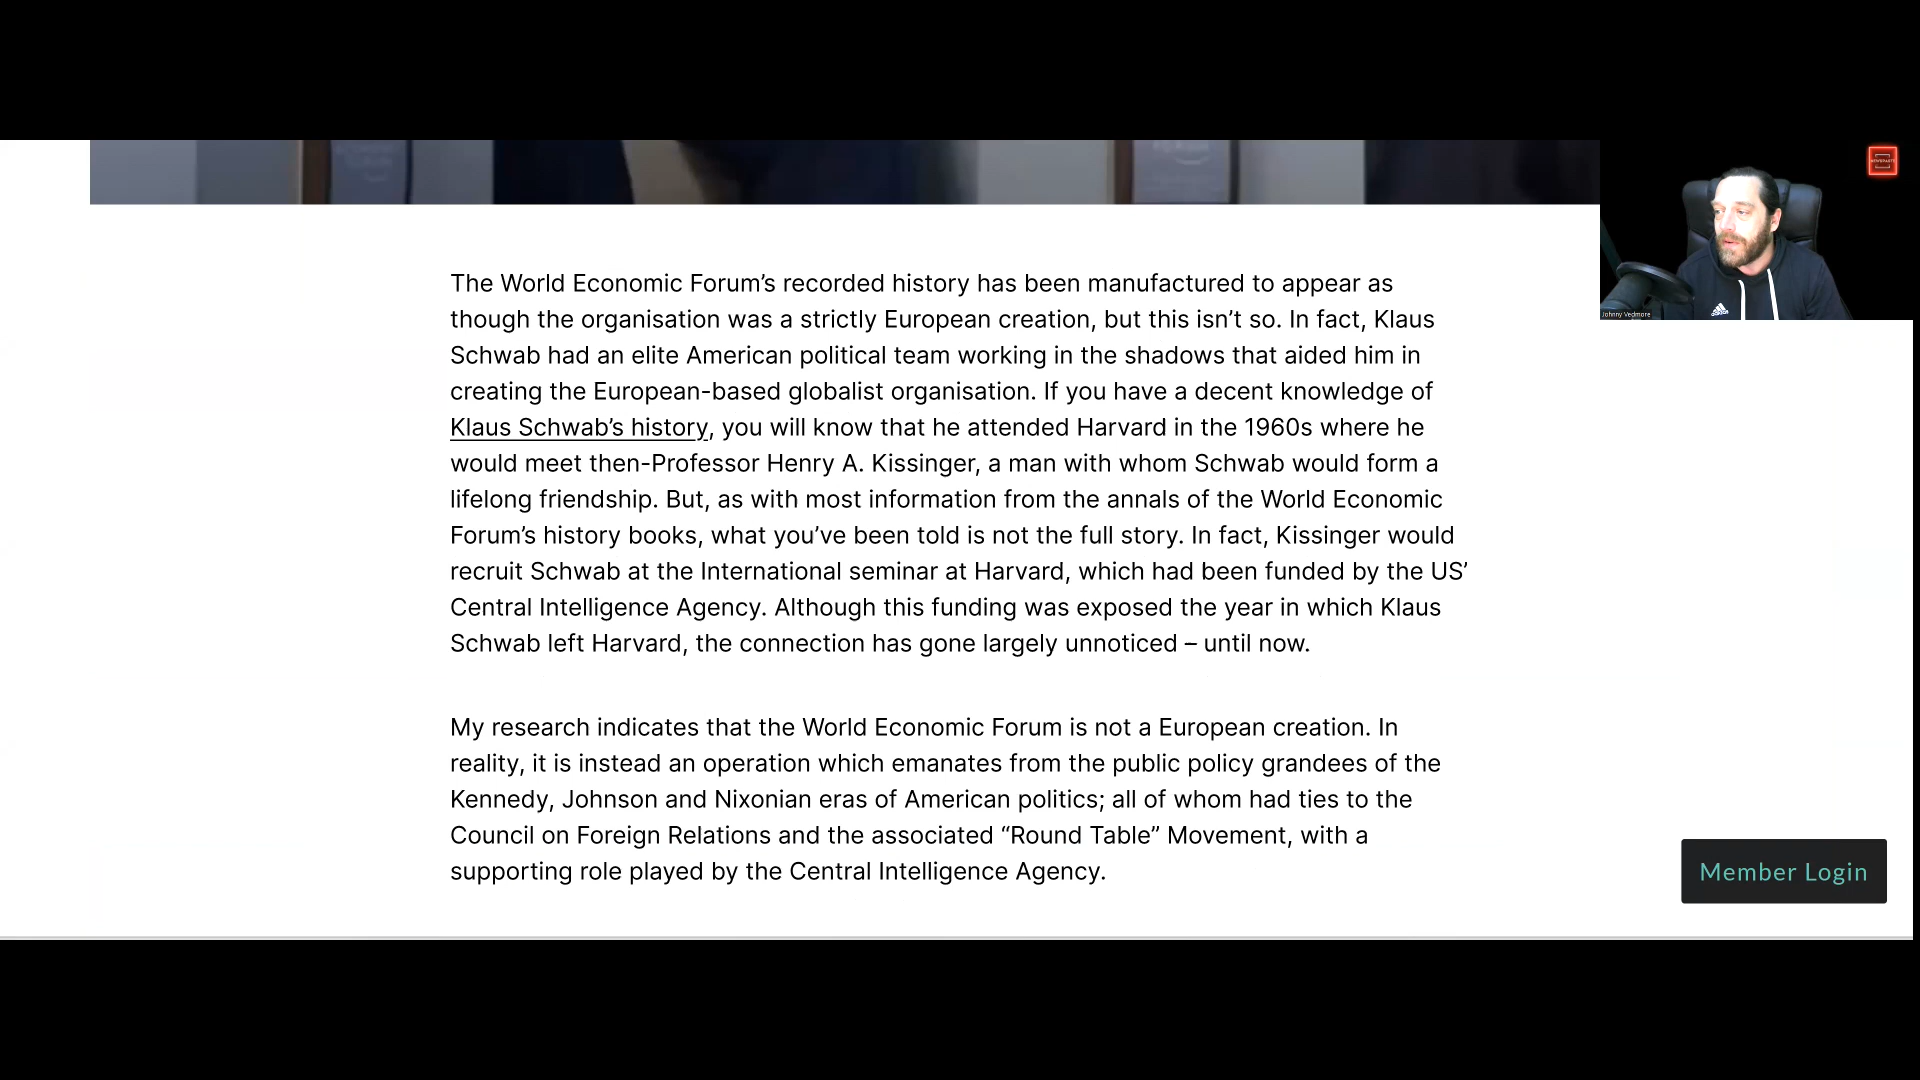 The World Economic Forum’s recorded history has been manufactured to appear as
though the organisation was a strictly European creation, but this isn’t so. In fact, Klaus
Schwab had an elite American political team working in the shadows that aided him in
creating the European-based globalist organisation. If you have a decent knowledge of
Klaus Schwab’s history, you will know that he attended Harvard in the 1960s where he
would meet then-Professor Henry A. Kissinger, a man with whom Schwab would form a
lifelong friendship. But, as with most information from the annals of the World Economic
Forum’s history books, what you’ve been told is not the full story. In fact, Kissinger would
recruit Schwab at the International seminar at Harvard, which had been funded by the US’
Central Intelligence Agency. Although this funding was exposed the year in which Klaus
Schwab left Harvard, the connection has gone largely unnoticed – until now.
My research indicates that the World Economic Forum is not a European creation. In
reality, it is instead an operation which emanates from the public policy grandees of the
Kennedy, Johnson and Nixonian eras of American politics; all of whom had ties to the
Council on Foreign Relations and the associated “Round Table” Movement, with a
supporting role played by the Central Intelligence Agency.
Johnny Vedmore
Member Login